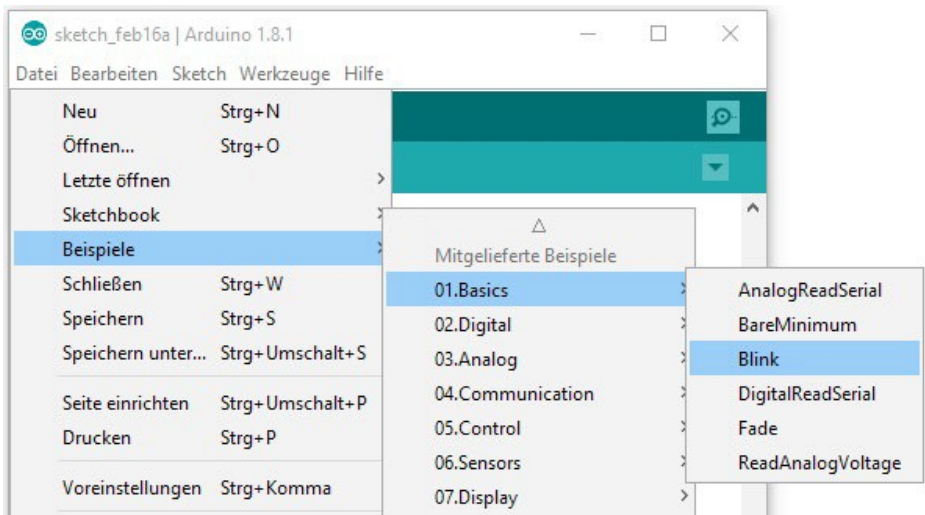 sketch_feb16a | Arduino 1.8.1
Datei Bearbeiten Sketch Werkzeuge Hilfe
Neu Strg+N
Öffnen... Strg+O
Letzte öffnen
Sketchbook
Beispiele
Schließen Strg+W
Speichern Strg+S
Speichern unter... Strg+Umschalt+S
Seite einrichten Strg+Umschalt+P
Drucken Strg+P
Voreinstellungen Strg+Komma
Mitgelieferte Beispiele
01.Basics
02.Digital
03.Analog
04.Communication
05.Control
06.Sensors
07.Display
AnalogReadSerial
BareMinimum
Blink
DigitalReadSerial
Fade
ReadAnalogVoltage